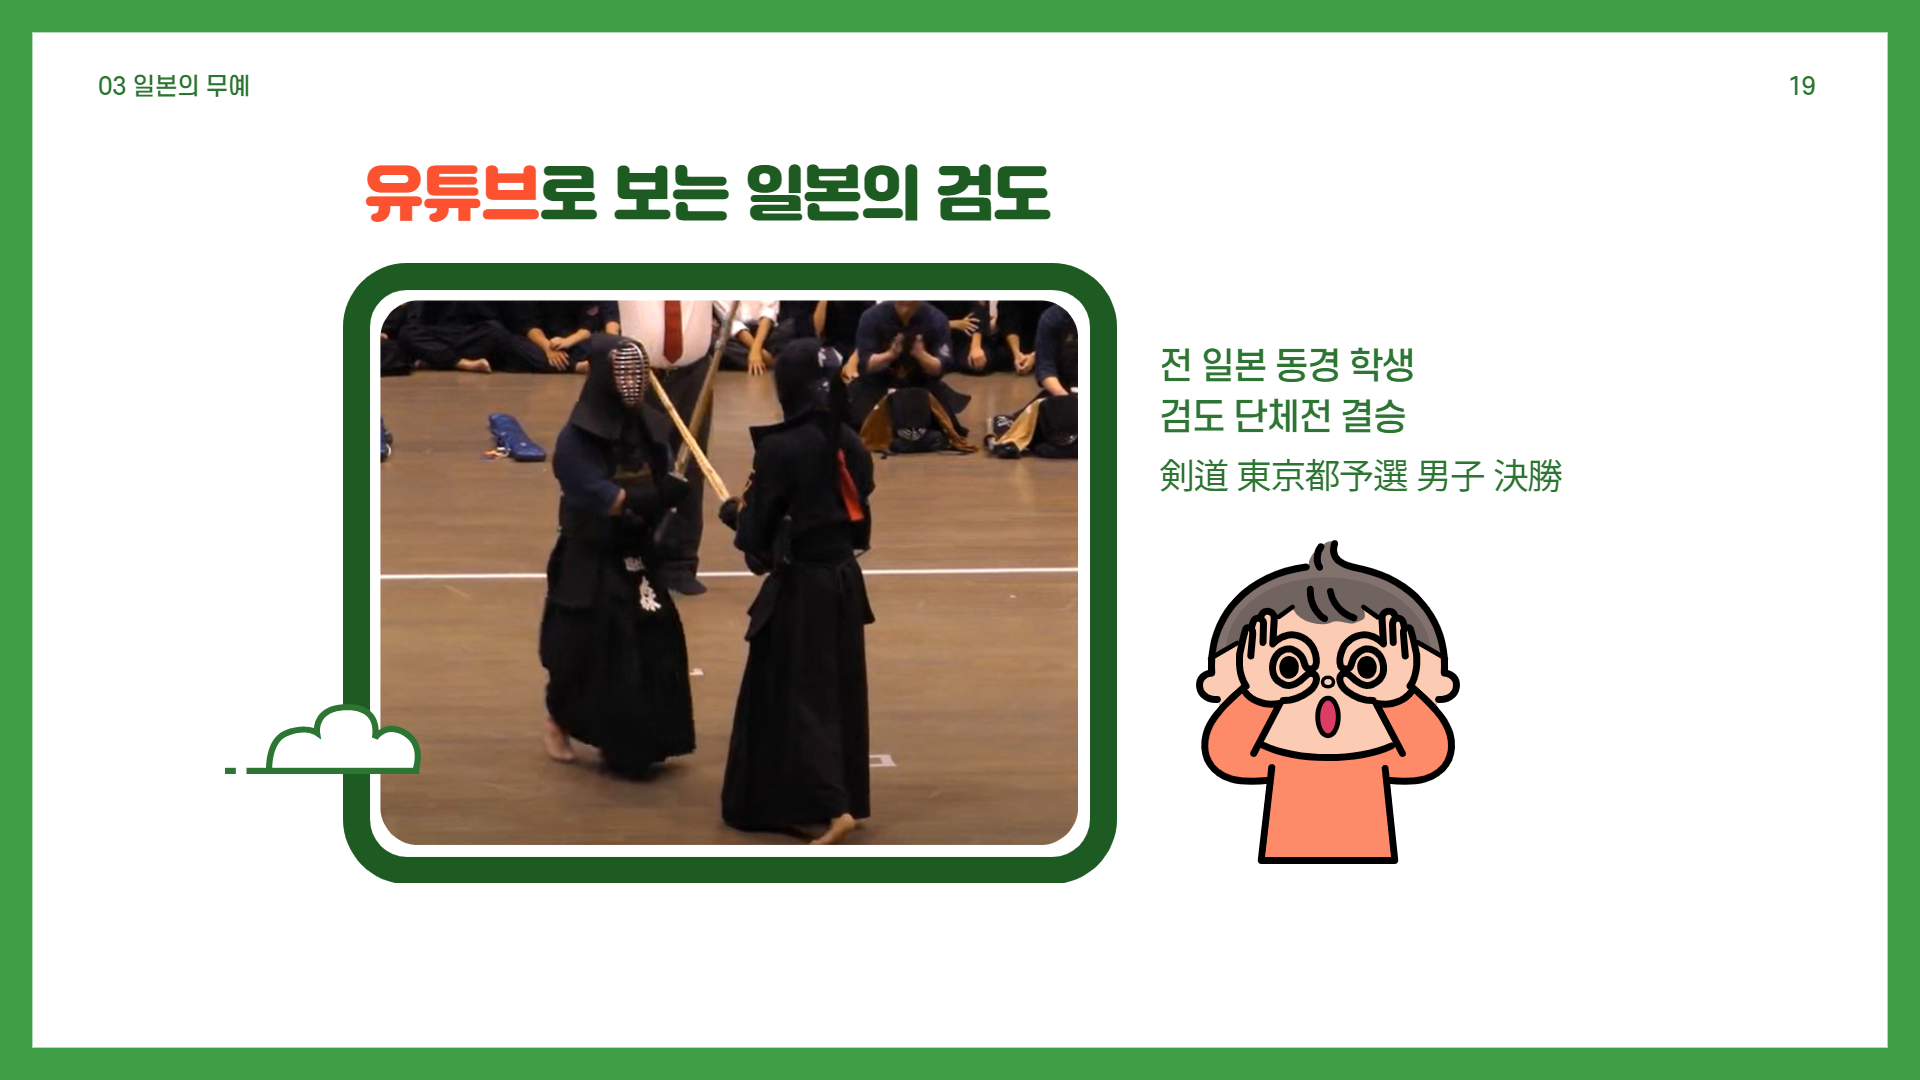 03 일본의 무예
19
유튜브로 보는 일본의 검도
전 일본 동경 학생
검도 단체전 결승
剣道 東京都予選 男子 決勝